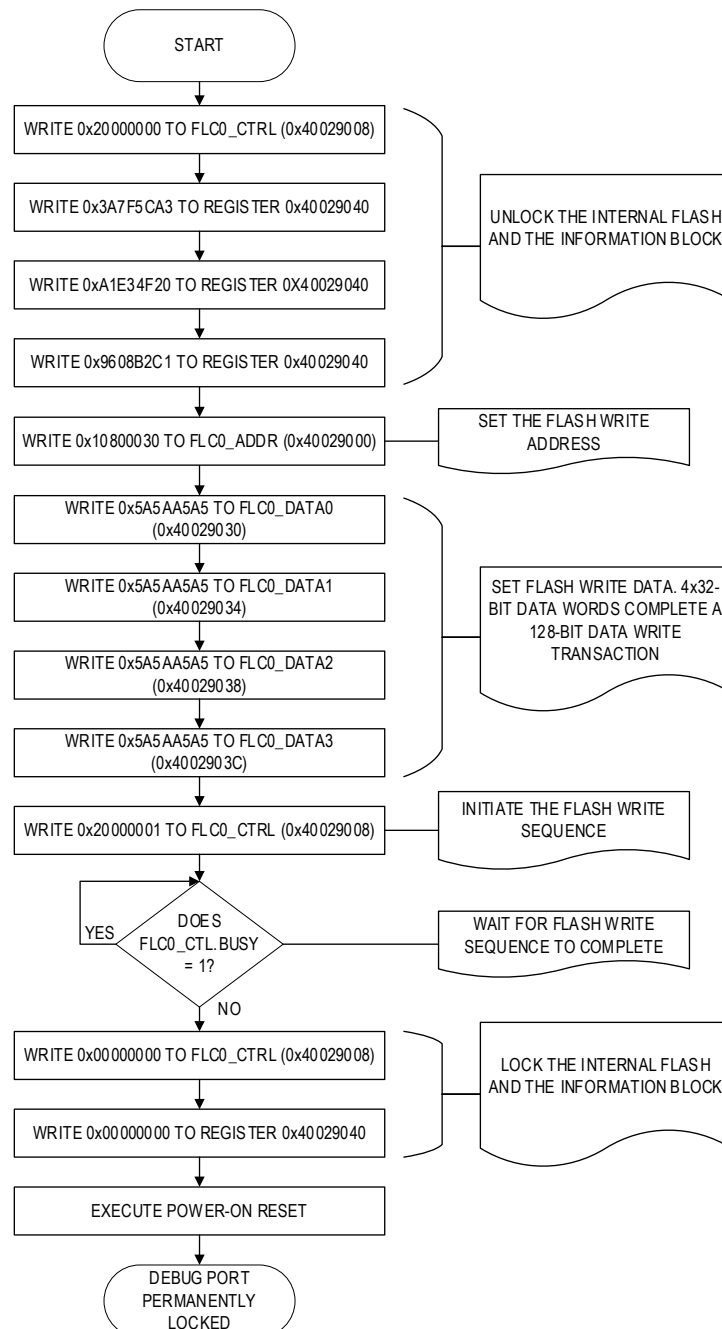 START
WRITE 0x20000000 TO FLC0_CTRL (0x40029008)
WRITE 0x3A7F5CA3 TO REGISTER 0x40029040
UNLOCK THE INTERNAL FLASH
AND THE INFORMATION BLOCK
WRITE 0xA1E34F20 TO REGISTER 0X40029040
WRITE 0x9608B2C1 TO REGISTER 0x40029040
WRITE 0x10800030 TO FLC0_ADDR (0x40029000)
SET THE FLASH WRITE
ADDRESS
WRITE 0x5A5AA5A5 TO FLC0_DATA0
(0x40029030)
WRITE 0x5A5AA5A5 TO FLC0_DATA1
(0x40029034)
SET FLASH WRITE DATA. 4x32-
BIT DATA WORDS COMPLETE A
128-BIT DATA WRITE
TRANSACTION
WRITE 0x5A5AA5A5 TO FLC0_DATA2
(0x40029038)
WRITE 0x5A5AA5A5 TO FLC0_DATA3
(0x4002903C)
WRITE 0x20000001 TO FLC0_CTRL (0x40029008)
INITIATE THE FLASH WRITE
SEQUENCE
YES
DOES
FLC0_CTL.BUSY
= 1?
WAIT FOR FLASH WRITE
SEQUENCE TO COMPLETE
NO
WRITE 0x00000000 TO FLC0_CTRL (0x40029008)
LOCK THE INTERNAL FLASH
AND THE INFORMATION BLOCK
WRITE 0x00000000 TO REGISTER 0x40029040
EXECUTE POWER-ON RESET
DEBUG PORT
PERMANENTLY
LOCKED